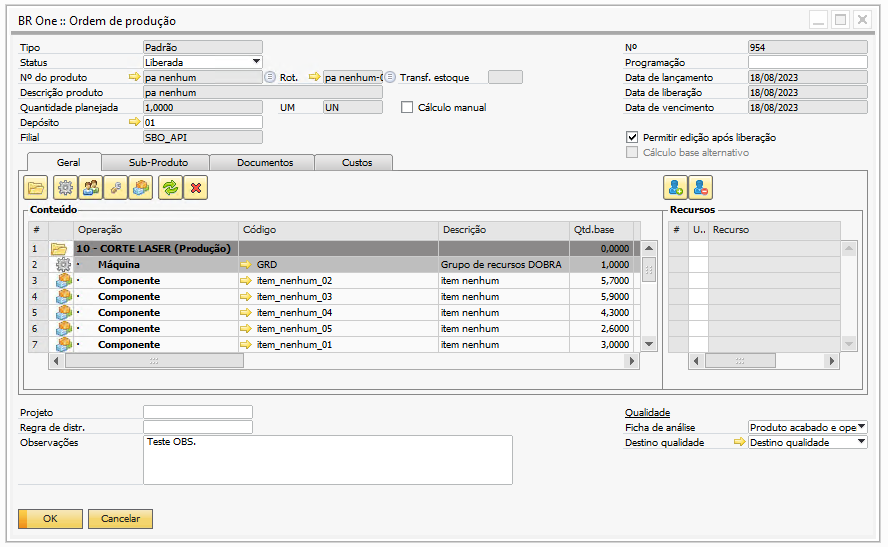 BR One :: Ordem de produção
Tipo Padrão Nº 954
Status Liberada Programação
Nº do produto pa nenhum Rot. pa nenhum-0 Transf. estoque Data de lançamento 18/08/2023
Descrição produto pa nenhum Data de liberação 18/08/2023
Quantidade planejada 1,0000 UM UN Cálculo manual Data de vencimento 18/08/2023
Depósito 01
Filial SBO_API Permitir edição após liberação
Cálculo base alternativo
Geral Sub-Produto Documentos Custos
Conteúdo Recursos
# Operação Código Descrição Qtd.base # U.. Recurso
1 10 - CORTE LASER (Produção) 0,0000
2 · Máquina GRD Grupo de recursos DOBRA 1,0000
3 · Componente item_nenhum_02 item nenhum 5,7000
4 · Componente item_nenhum_03 item nenhum 5,9000
5 · Componente item_nenhum_04 item nenhum 4,3000
6 · Componente item_nenhum_05 item nenhum 2,6000
7 · Componente item_nenhum_01 item nenhum 3,0000
Projeto Qualidade
Regra de distr. Ficha de análise Produto acabado e ope
Observações Teste OBS. Destino qualidade Destino qualidade
OK Cancelar